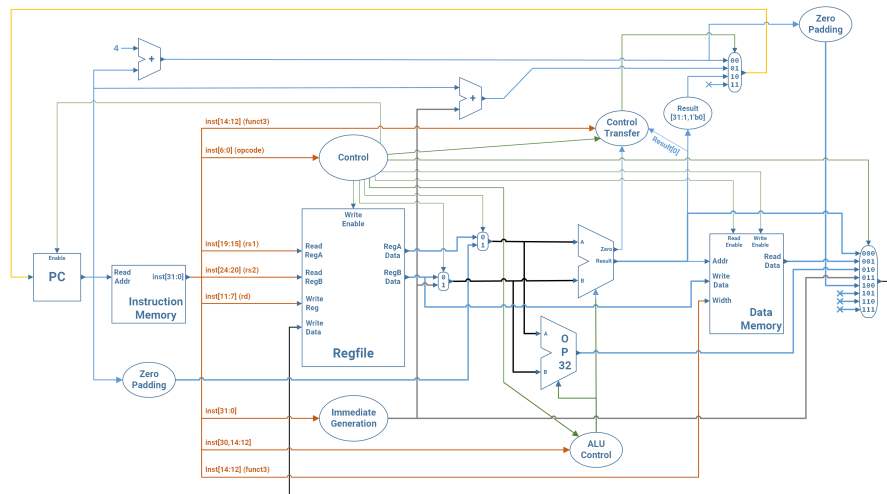 Zero
Padding
4
+
00
01
10
11
+
Result
[31:1,1'b0]
inst[14:12] (funct3)
Control
Transfer
Result[0]
inst[6:0] (opcode)
Control
Write
Enable
inst[19:15] (rs1)
Read
RegA
RegA
Data
0
1
A
Zero
Result
B
Read
Enable
Write
Enable
Addr
Read
Data
Write
Data
Width
Data
Memory
000
001
010
011
100
101
110
111
Enable
PC
Read
Addr
inst[31:0]
Instruction
Memory
inst[24:20] (rs2)
Read
RegB
RegB
Data
0
1
inst[11:7] (rd)
Write
Reg
Write
Data
Regfile
A
B
O
P
32
Zero
Padding
inst[31:0]
Immediate
Generation
inst[30,14:12]
ALU
Control
inst[14:12] (funct3)